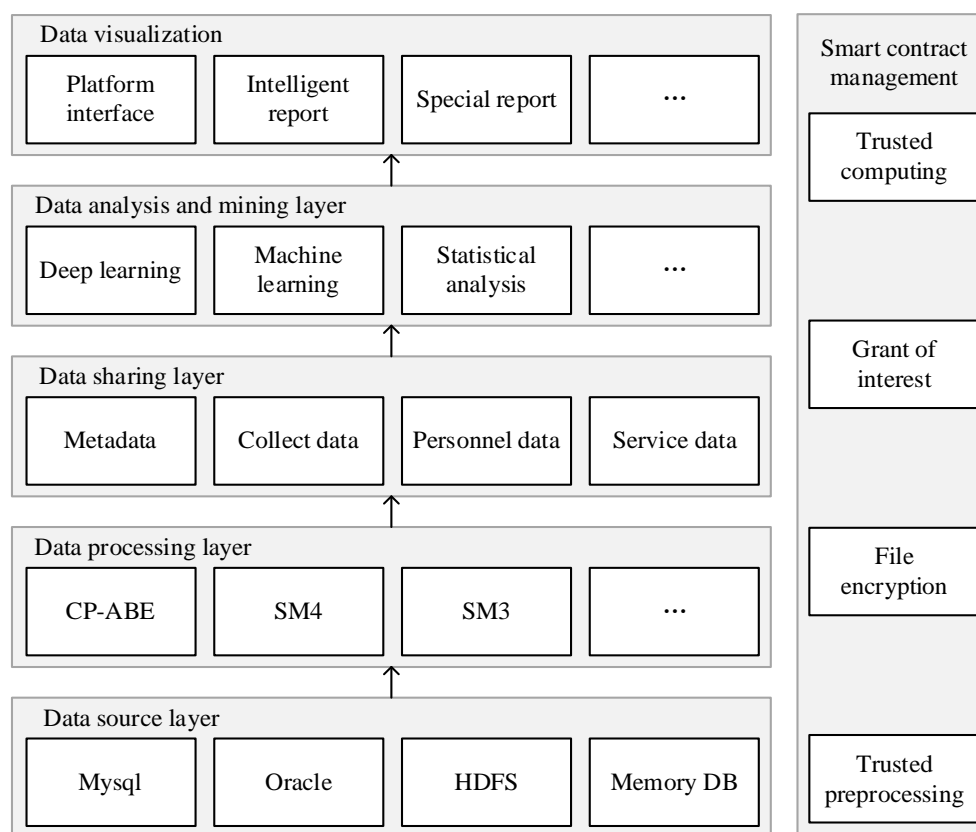 Data visualization
Platform
interface
Intelligent
report
Special report
...
Data analysis and mining layer
Deep learning
Machine
learning
Statistical
analysis
...
Data sharing layer
Metadata
Collect data
Personnel data
Service data
Data processing layer
CP-ABE
SM4
SM3
...
Data source layer
Mysql
Oracle
HDFS
Memory DB
Smart contract
management
Trusted
computing
Grant of
interest
File
encryption
Trusted
preprocessing